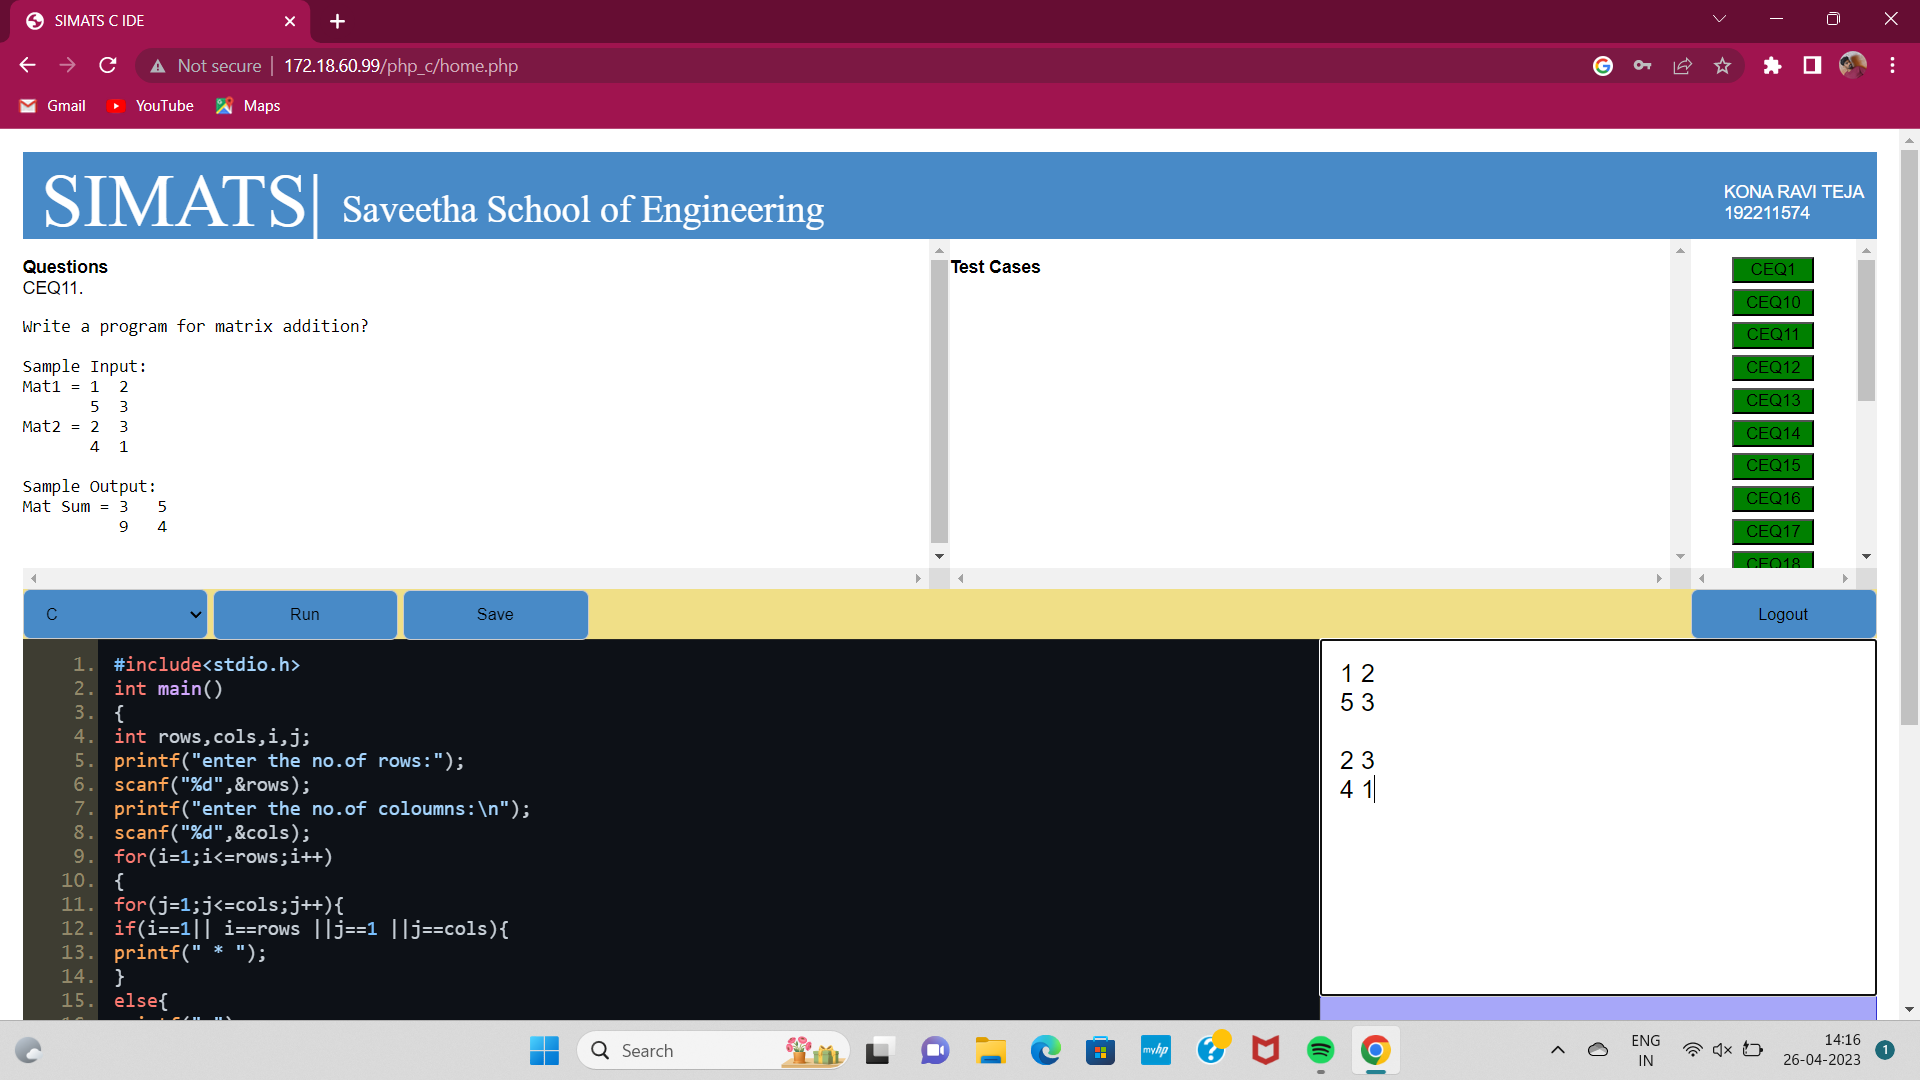 SIMATS C IDE
Not secure | 172.18.60.99/php_c/home.php
Gmail YouTube Maps
SIMATS| Saveetha School of Engineering
KONA RAVI TEJA
192211574
Questions
CEQ11.
Write a program for matrix addition?
Sample Input:
Mat1 = 1 2
5 3
Mat2 = 2 3
4 1
Sample Output:
Mat Sum = 3 5
9 4
Test Cases
CEQ1
CEQ10
CEQ11
CEQ12
CEQ13
CEQ14
CEQ15
CEQ16
CEQ17
CEQ18
C Run Save Logout
1. #include<stdio.h>
2. int main()
3. {
4. int rows,cols,i,j;
5. printf("enter the no.of rows:");
6. scanf("%d",&rows);
7. printf("enter the no.of coloumns:\n");
8. scanf("%d",&cols);
9. for(i=1;i<=rows;i++)
10. {
11. for(j=1;j<=cols;j++){
12. if(i==1|| i==rows ||j==1 ||j==cols){
13. printf(" * ");
14. }
15. else{
1 2
5 3
2 3
4 1
Search
myhp
ENG
IN
14:16
26-04-2023
1